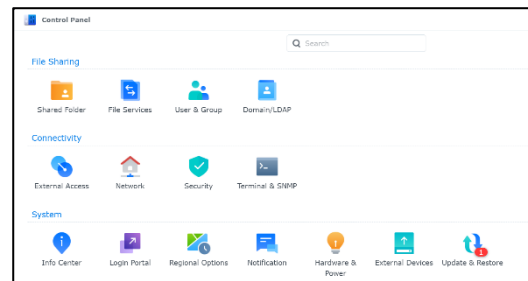 Control Panel
Search
File Sharing
Shared Folder File Services User & Group Domain/LDAP
Connectivity
External Access Network Security Terminal & SNMP
System
1
Info Center Login Portal Regional Options Notification Hardware & Power External Devices Update & Restore